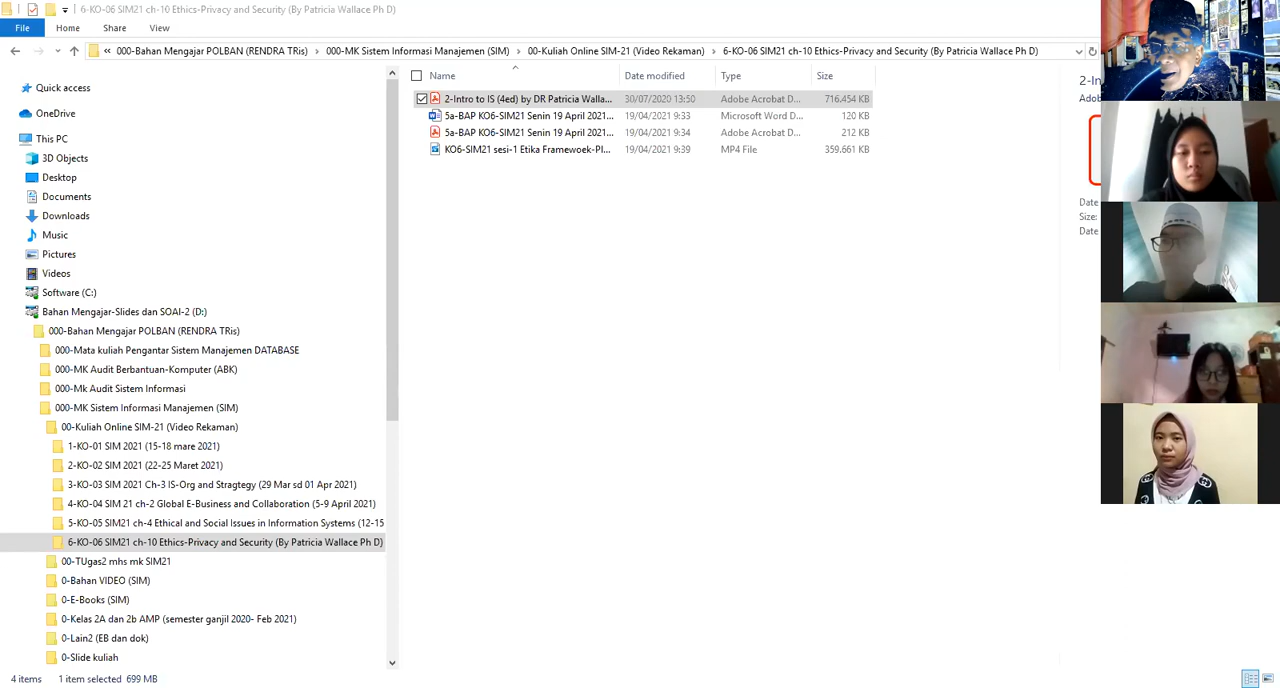 6-KO-06 SIM21 ch-10 Ethics-Privacy and Security (By Patricia Wallace Ph D)
File Home Share View
« 000-Bahan Mengajar POLBAN (RENDRA TRis) › 000-MK Sistem Informasi Manajemen (SIM) › 00-Kuliah Online SIM-21 (Video Rekaman) › 6-KO-06 SIM21 ch-10 Ethics-Privacy and Security (By Patricia Wallace Ph D)
Name Date modified Type Size
2-Intro to IS (4ed) by DR Patricia Walla... 30/07/2020 13:50 Adobe Acrobat D... 716.454 KB
5a-BAP KO6-SIM21 Senin 19 April 2021... 19/04/2021 9:33 Microsoft Word D... 120 KB
5a-BAP KO6-SIM21 Senin 19 April 2021... 19/04/2021 9:34 Adobe Acrobat D... 212 KB
KO6-SIM21 sesi-1 Etika Framewoek-Pl... 19/04/2021 9:39 MP4 File 359.661 KB
Quick access
OneDrive
This PC
3D Objects
Desktop
Documents
Downloads
Music
Pictures
Videos
Software (C:)
Bahan Mengajar-Slides dan SOAI-2 (D:)
000-Bahan Mengajar POLBAN (RENDRA TRis)
000-Mata kuliah Pengantar Sistem Manajemen DATABASE
000-MK Audit Berbantuan-Komputer (ABK)
000-Mk Audit Sistem Informasi
000-MK Sistem Informasi Manajemen (SIM)
00-Kuliah Online SIM-21 (Video Rekaman)
1-KO-01 SIM 2021 (15-18 mare 2021)
2-KO-02 SIM 2021 (22-25 Maret 2021)
3-KO-03 SIM 2021 Ch-3 IS-Org and Stragtegy (29 Mar sd 01 Apr 2021)
4-KO-04 SIM 21 ch-2 Global E-Business and Collaboration (5-9 April 2021)
5-KO-05 SIM21 ch-4 Ethical and Social Issues in Information Systems (12-15
6-KO-06 SIM21 ch-10 Ethics-Privacy and Security (By Patricia Wallace Ph D)
00-TUgas2 mhs mk SIM21
0-Bahan VIDEO (SIM)
0-E-Books (SIM)
0-Kelas 2A dan 2b AMP (semester ganjil 2020- Feb 2021)
0-Lain2 (EB dan dok)
0-Slide kuliah
2-In
Adob
Date
Size:
Date
4 items 1 item selected 699 MB